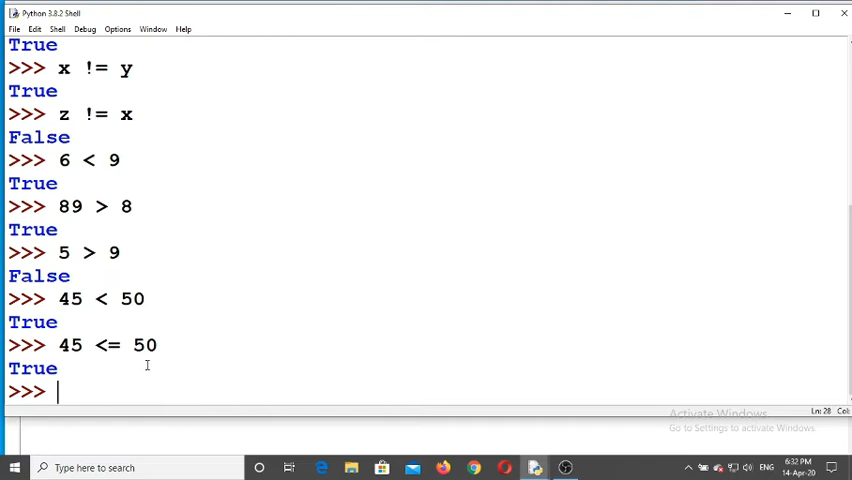 Python 3.8.2 Shell
File Edit Shell Debug Options Window Help
True
>>> x != y
True
>>> z != x
False
>>> 6 < 9
True
>>> 89 > 8
True
>>> 5 > 9
False
>>> 45 < 50
True
>>> 45 <= 50
True
>>>
Activate Windows
Go to Settings to activate Windows.
Ln: 28 Col:
Type here to search
ENG
6:32 PM
14-Apr-20